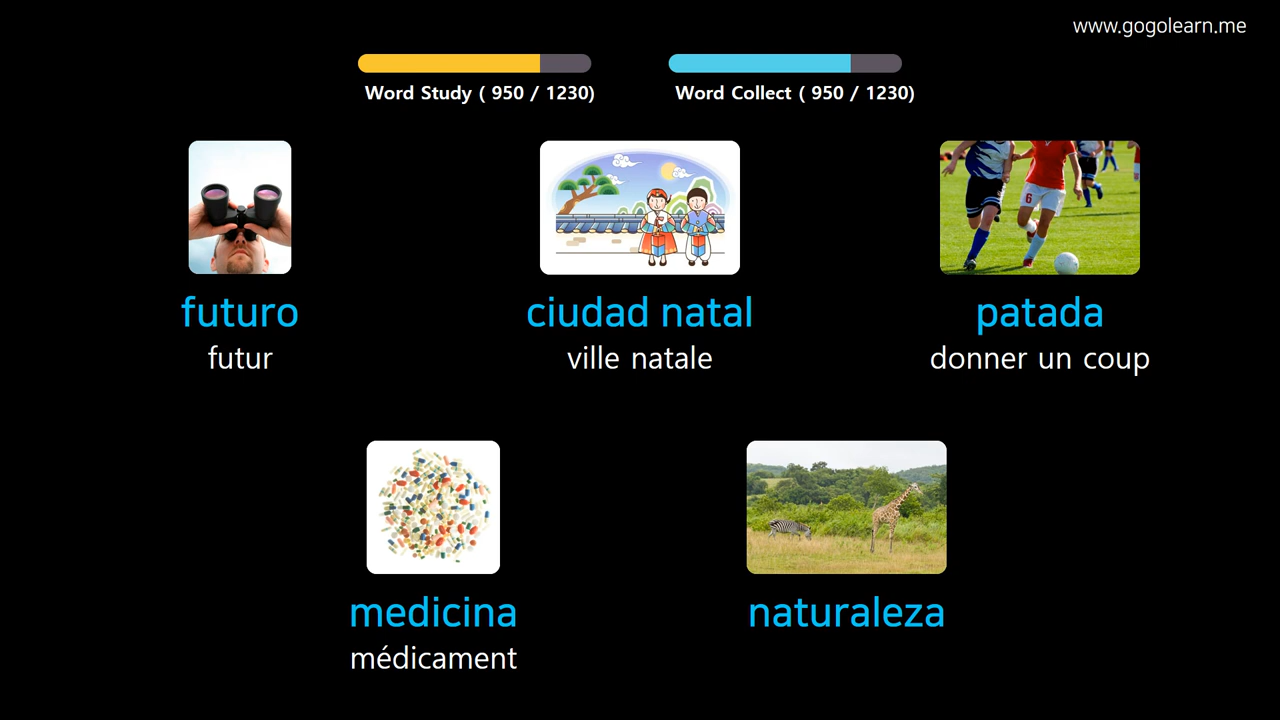 www.gogolearn.me
Word Study ( 950 / 1230)
Word Collect ( 950 / 1230)
futuro
futur
ciudad natal
ville natale
patada
donner un coup
medicina
médicament
naturaleza